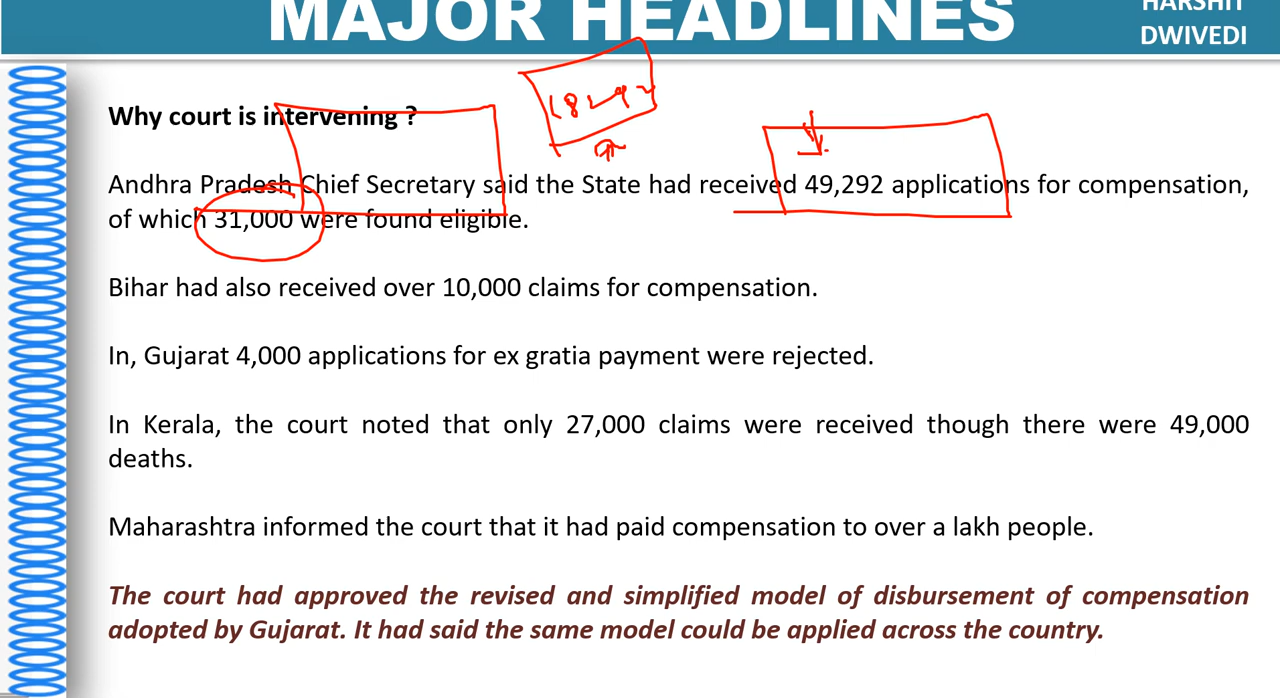 MAJOR HEADLINES
HARSHIT
DWIVEDI
Why court is intervening ?
18292
Andhra Pradesh Chief Secretary said the State had received 49,292 applications for compensation,
of which 31,000 were found eligible.
Bihar had also received over 10,000 claims for compensation.
In, Gujarat 4,000 applications for ex gratia payment were rejected.
In Kerala, the court noted that only 27,000 claims were received though there were 49,000
deaths.
Maharashtra informed the court that it had paid compensation to over a lakh people.
The court had approved the revised and simplified model of disbursement of compensation
adopted by Gujarat. It had said the same model could be applied across the country.